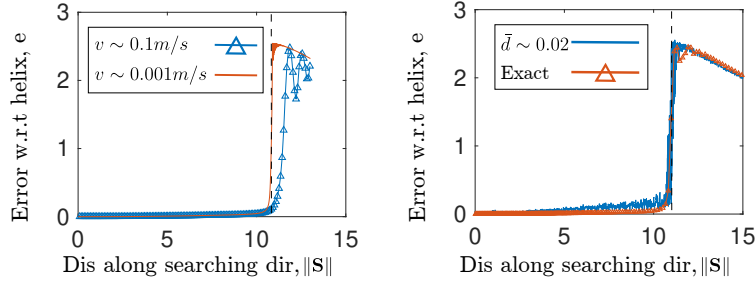 3
2
1
0
Error w.r.t helix, e
v ∼ 0.1m/s
v ∼ 0.001m/s
0 5 10 15
Dis along searching dir, ‖S‖
3
2
1
0
Error w.r.t helix, e
d̄ ∼ 0.02
Exact
0 5 10 15
Dis along searching dir, ‖S‖